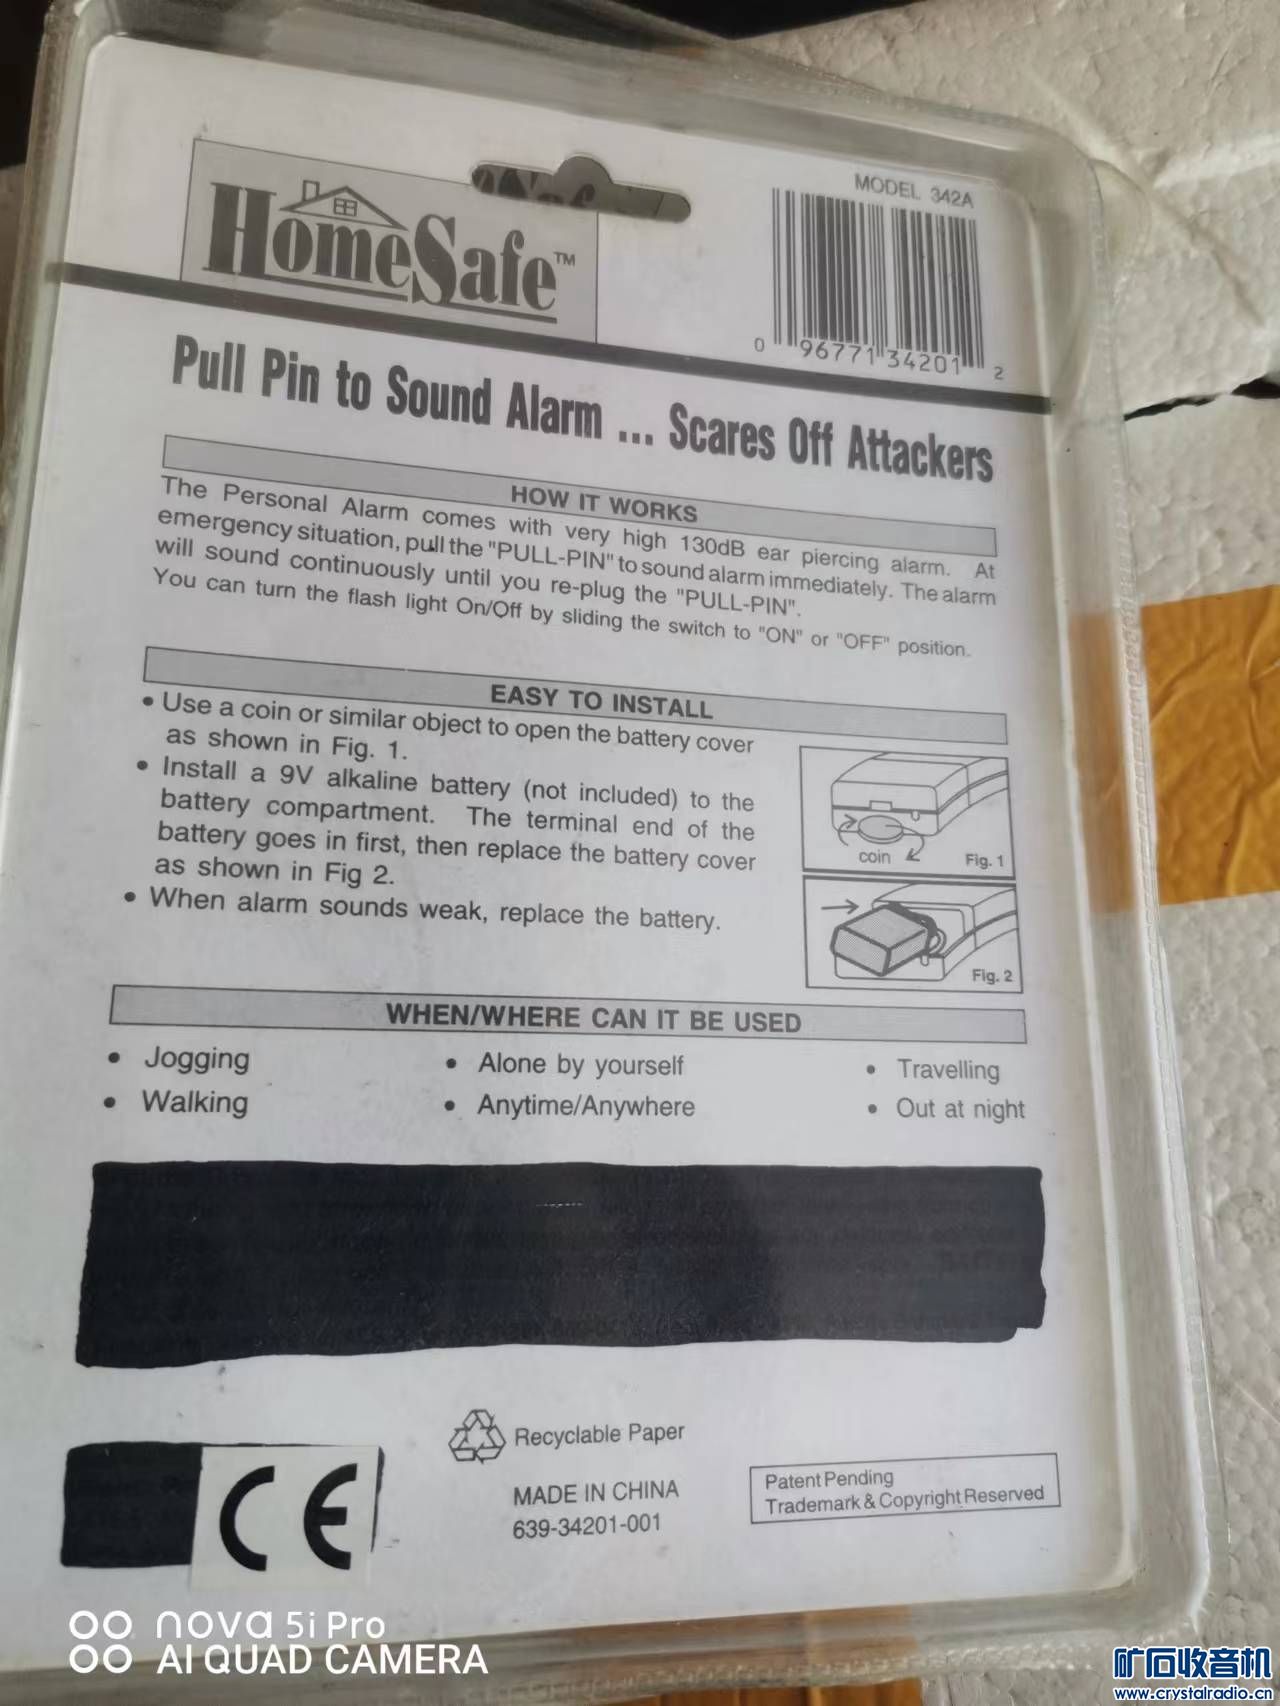 HomeSafe™
MODEL 342A
0 96771 34201 2
Pull Pin to Sound Alarm ... Scares Off Attackers
HOW IT WORKS
The Personal Alarm comes with very high 130dB ear piercing alarm. At
emergency situation, pull the "PULL-PIN" to sound alarm immediately. The alarm
will sound continuously until you re-plug the "PULL-PIN".
You can turn the flash light On/Off by sliding the switch to "ON" or "OFF" position.
EASY TO INSTALL
• Use a coin or similar object to open the battery cover
as shown in Fig. 1.
• Install a 9V alkaline battery (not included) to the
battery compartment. The terminal end of the
battery goes in first, then replace the battery cover
as shown in Fig 2.
• When alarm sounds weak, replace the battery.
coin
Fig. 1
Fig. 2
WHEN/WHERE CAN IT BE USED
• Jogging
• Alone by yourself
• Travelling
• Walking
• Anytime/Anywhere
• Out at night
Recyclable Paper
MADE IN CHINA
639-34201-001
Patent Pending
Trademark & Copyright Reserved
CE
nova 5i Pro
AI QUAD CAMERA
矿石收音机
www.crystalradio.cn